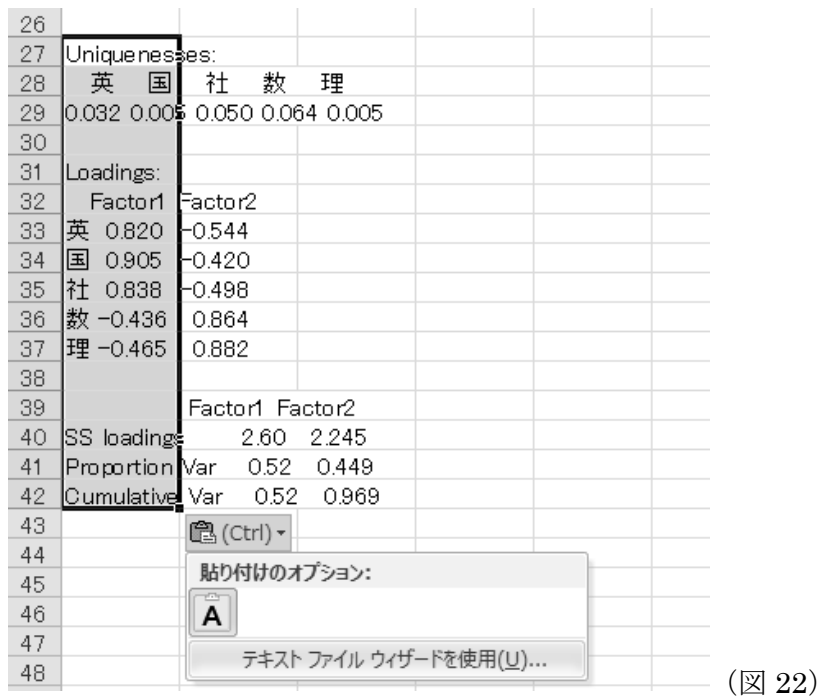 26
27 Uniquenesses:
28 英 国 社 数 理
29 0.032 0.005 0.050 0.064 0.005
30
31 Loadings:
32 Factor1 Factor2
33 英 0.820 -0.544
34 国 0.905 -0.420
35 社 0.838 -0.498
36 数 -0.436 0.864
37 理 -0.465 0.882
38
39 Factor1 Factor2
40 SS loadings 2.60 2.245
41 Proportion Var 0.52 0.449
42 Cumulative Var 0.52 0.969
43
(Ctrl)
44
貼り付けのオプション:
45
46
A
47
テキスト ファイル ウィザードを使用(U)...
48
(図 22)